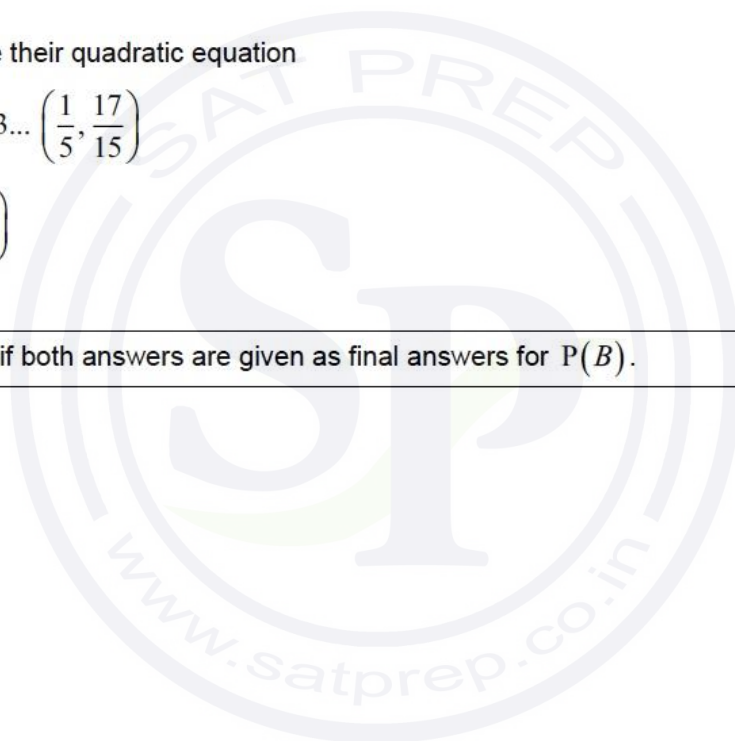 their quadratic equation
3... (1/5, 17/15)
)
if both answers are given as final answers for P(B).
SAT PREP
SP
www.satprep.co.in